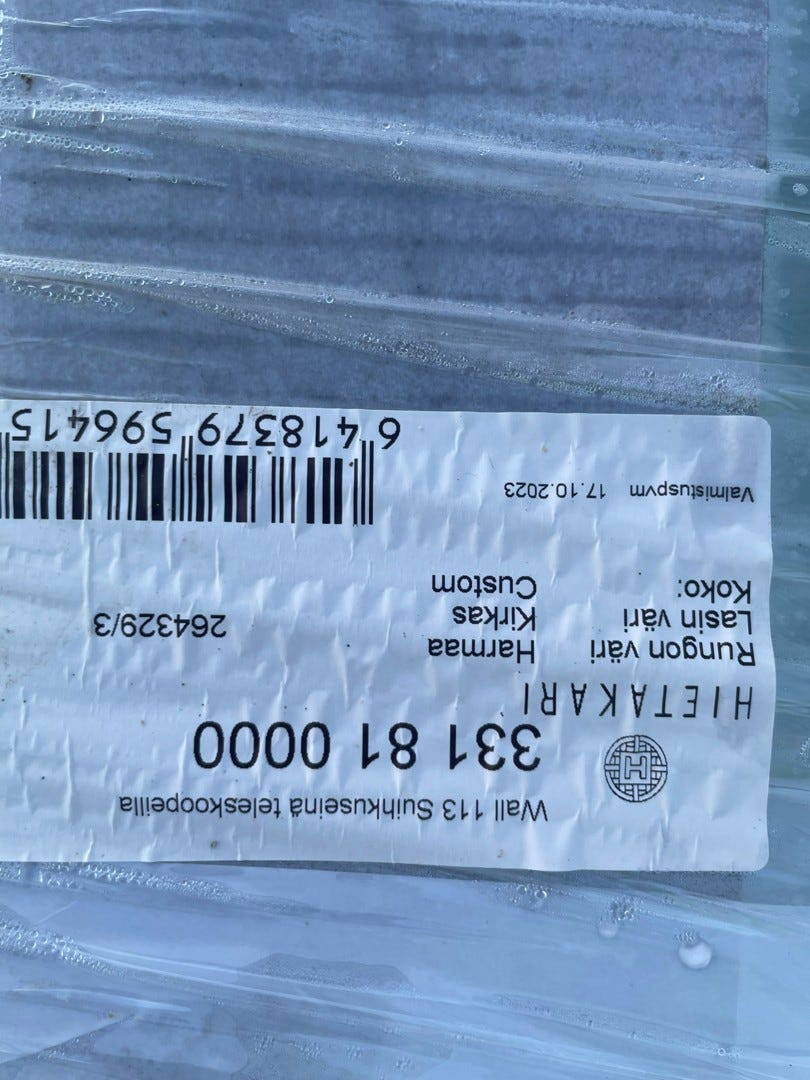 Wall 113 Suihkuseinä teleskoopeilla
H
331 81 0000
HIETAKARI
Rungon väri Harmaa
Lasin väri Kirkas 264329/3
Koko: Custom
Valmistuspvm 17.10.2023
6 418379 596415